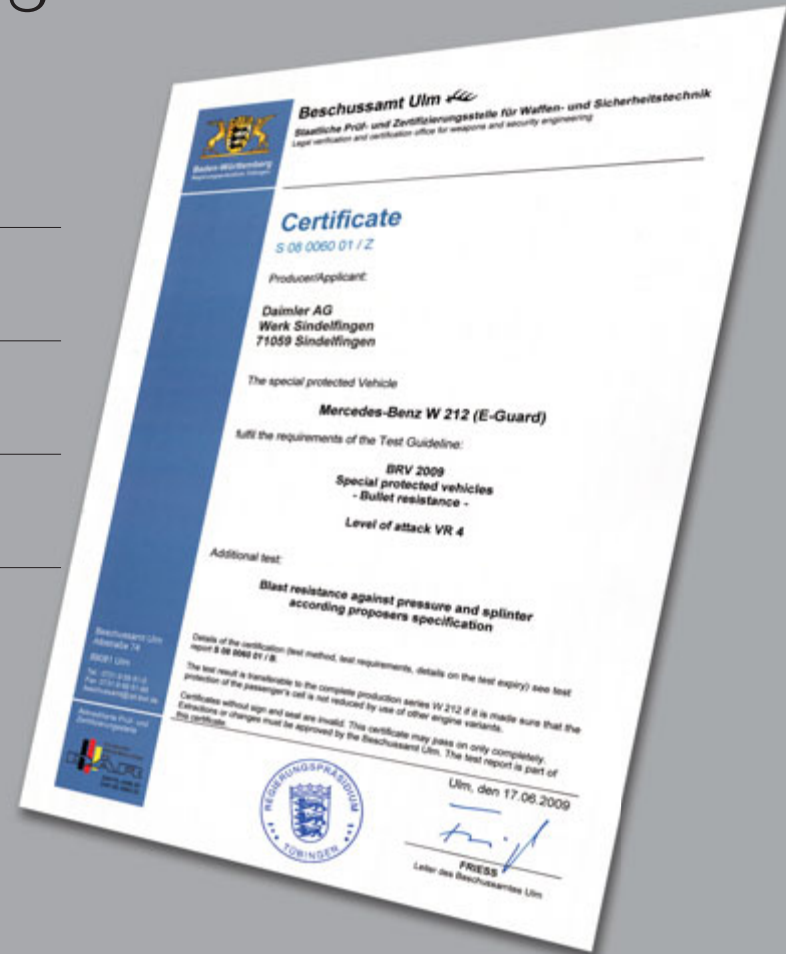 g
Baden-Württemberg
Regierungspräsidium Tübingen
Beschussamt Ulm
Staatliche Prüf- und Zertifizierungsstelle für Waffen- und Sicherheitstechnik
Legal verification and certification office for weapons and security engineering
Certificate
S 08 0060 01 / Z
Producer/Applicant:
Daimler AG
Werk Sindelfingen
71059 Sindelfingen
The special protected Vehicle
Mercedes-Benz W 212 (E-Guard)
fulfil the requirements of the Test Guideline:
BRV 2009
Special protected vehicles
- Bullet resistance -
Level of attack VR 4
Additional test:
Blast resistance against pressure and splinter
according proposers specification
Details of the certification (test method, test requirements, details on the test expiry) see test
report S 08 0060 01 / B.
The test result is transferable to the complete production series W 212 if it is made sure that the
protection of the passenger's cell is not reduced by use of other engine variants.
Certificates without sign and seal are invalid. This certificate may pass on only completely.
Extractions or changes must be approved by the Beschussamt Ulm. The test report is part of
this certificate.
Beschussamt Ulm
Albstraße 74
89081 Ulm
Akkreditierte Prüf- und
Zertifizierungsstelle
REGIERUNGSPRÄSIDIUM
TÜBINGEN
Ulm, den 17.06.2009
FRIESS
Leiter des Beschussamtes Ulm